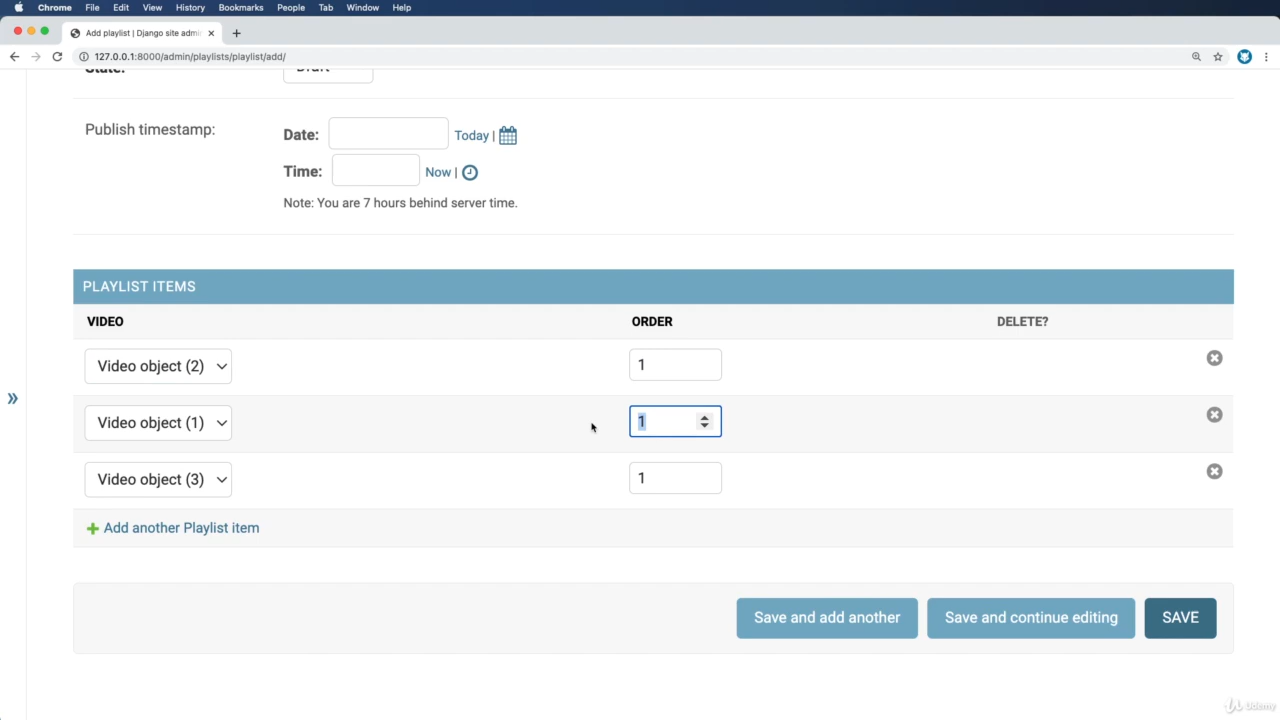 Chrome File Edit View History Bookmarks People Tab Window Help
Add playlist | Django site admi
127.0.0.1:8000/admin/playlists/playlist/add/
State:
Draft
Publish timestamp:
Date: Today |
Time: Now |
Note: You are 7 hours behind server time.
PLAYLIST ITEMS
VIDEO ORDER DELETE?
Video object (2) 1
Video object (1) 1
Video object (3) 1
Add another Playlist item
Save and add another Save and continue editing SAVE
Udemy